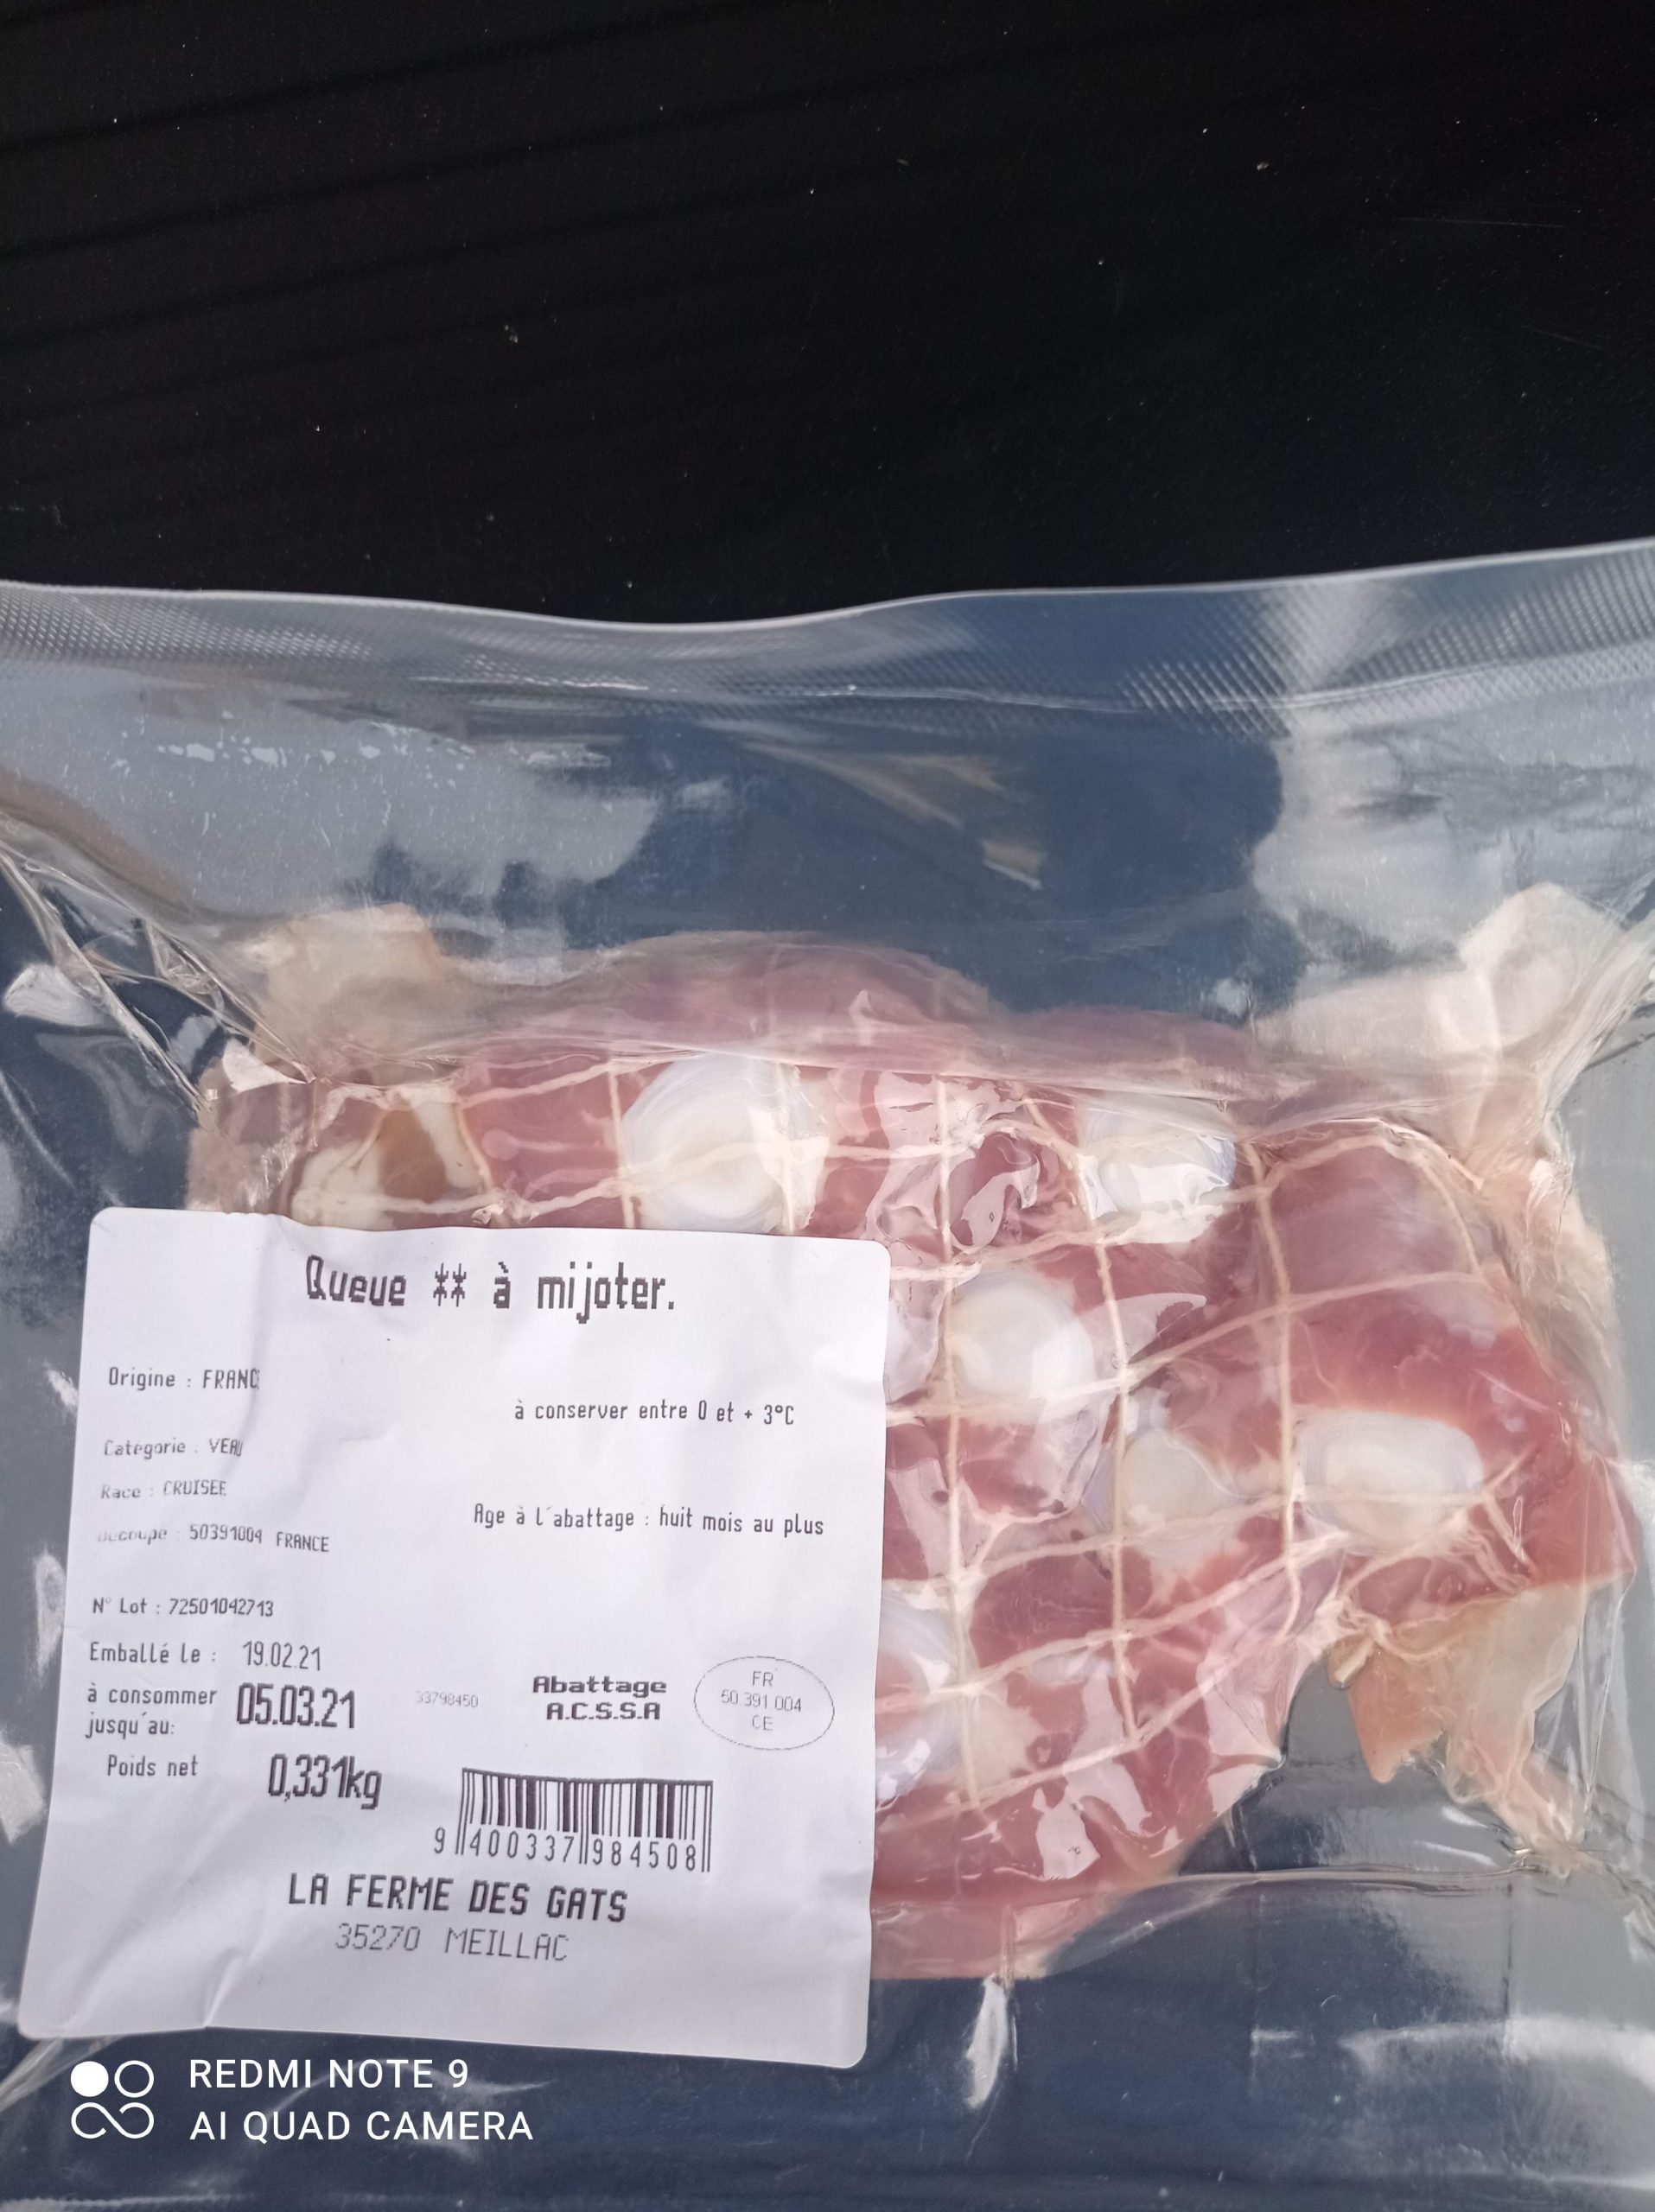 Queue ** à mijoter.
Origine : FRANC
à conserver entre 0 et + 3°C
Catégorie : VEAU
Race : CRUISEE
Age à l'abattage : huit mois au plus
Découpe : 50391004 FRANCE
N° Lot : 72501042713
Emballé le : 19.02.21
à consommer
jusqu'au: 05.03.21
33798450
Abattage
A.C.S.S.A
FR
50 391 004
CE
Poids net 0,331kg
9 400337 984508
LA FERME DES GATS
35270 MEILLAC
REDMI NOTE 9
AI QUAD CAMERA